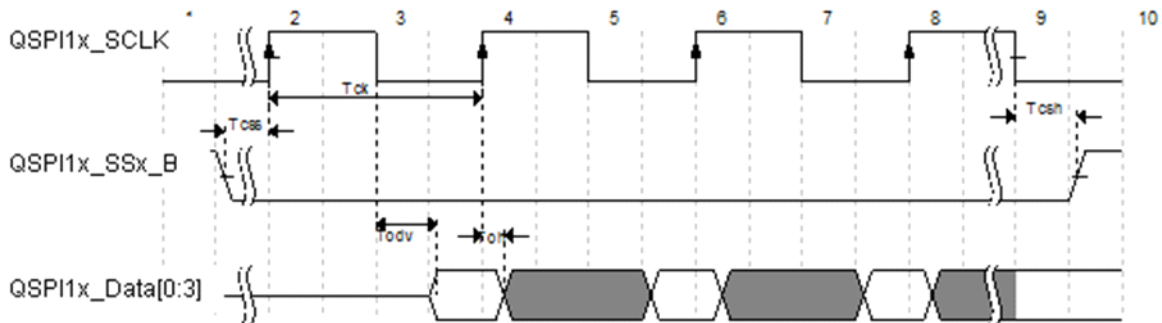 * 2 3 4 5 6 7 8 9 10
QSPI1x_SCLK
Tck
Tcss
Tcsh
QSPI1x_SSx_B
Todv
Toh
QSPI1x_Data[0:3]